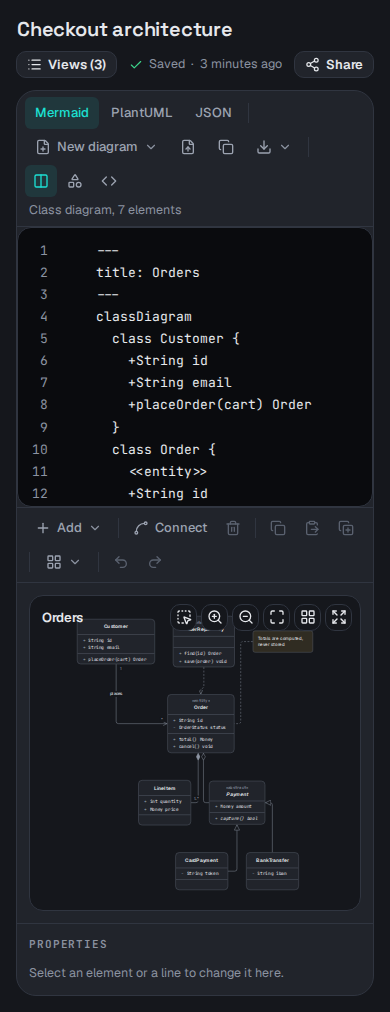 Checkout architecture
Views (3)
Saved · 3 minutes ago
Share
Mermaid PlantUML JSON
New diagram
Class diagram, 7 elements
1 ---
2 title: Orders
3 ---
4 classDiagram
5 class Customer {
6 +String id
7 +String email
8 +placeOrder(cart) Order
9 }
10 class Order {
11 <<entity>>
12 +String id
Add
Connect
Orders
Customer
+ String id
+ String email
+ placeOrder(cart) Order
+ find(id) Order
+ save(order) void
Totals are computed,
never stored
places
Order
+ String id
- OrderStatus status
+ total() Money
+ cancel() void
LineItem
+ int quantity
+ Money price
Payment
+ Money amount
+ capture() bool
CardPayment
- String token
BankTransfer
- String iban
PROPERTIES
Select an element or a line to change it here.